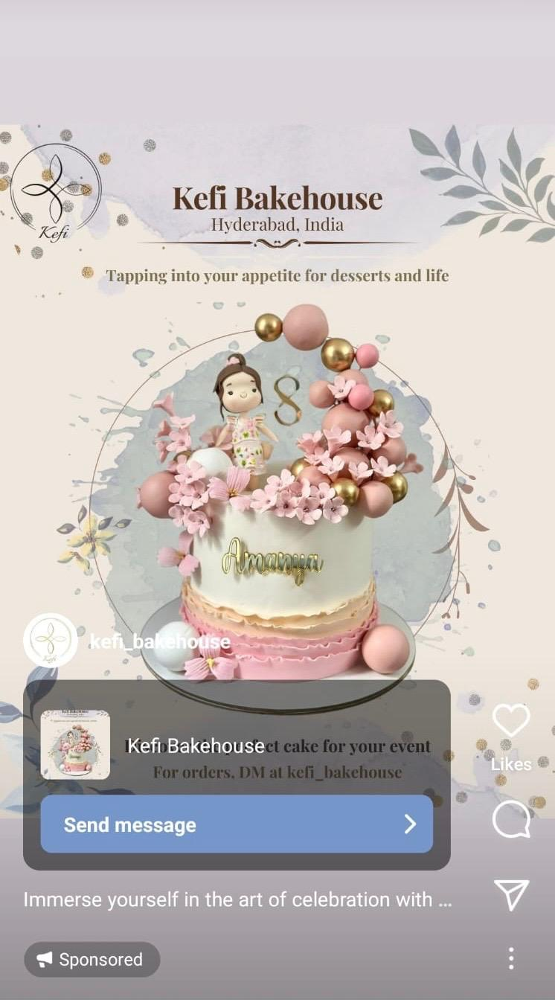 Kefi
Kefi Bakehouse
Hyderabad, India
Tapping into your appetite for desserts and life
8
Amanya
kefi_bakehouse
Kefi Bakehouse
cake for your event
For orders, DM at kefi_bakehouse
Send message
Likes
Immerse yourself in the art of celebration with ...
Sponsored